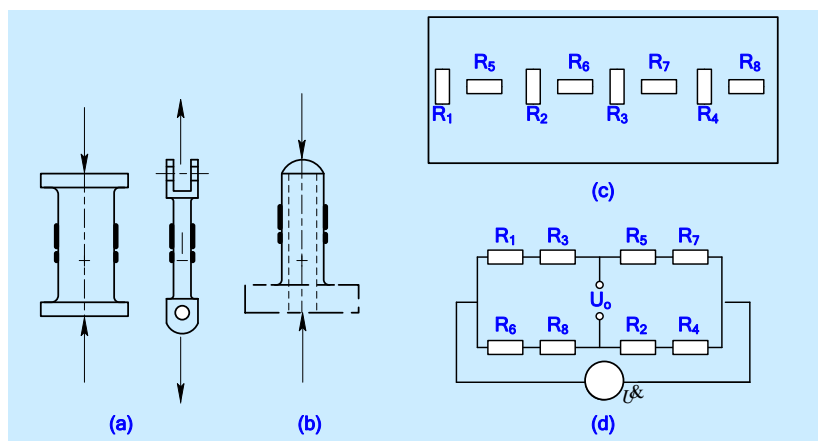 R₅ R₆ R₇ R₈
R₁ R₂ R₃ R₄
(c)
R₁ R₃ R₅ R₇
Uₒ
R₆ R₈ R₂ R₄
U&
(a) (b) (d)